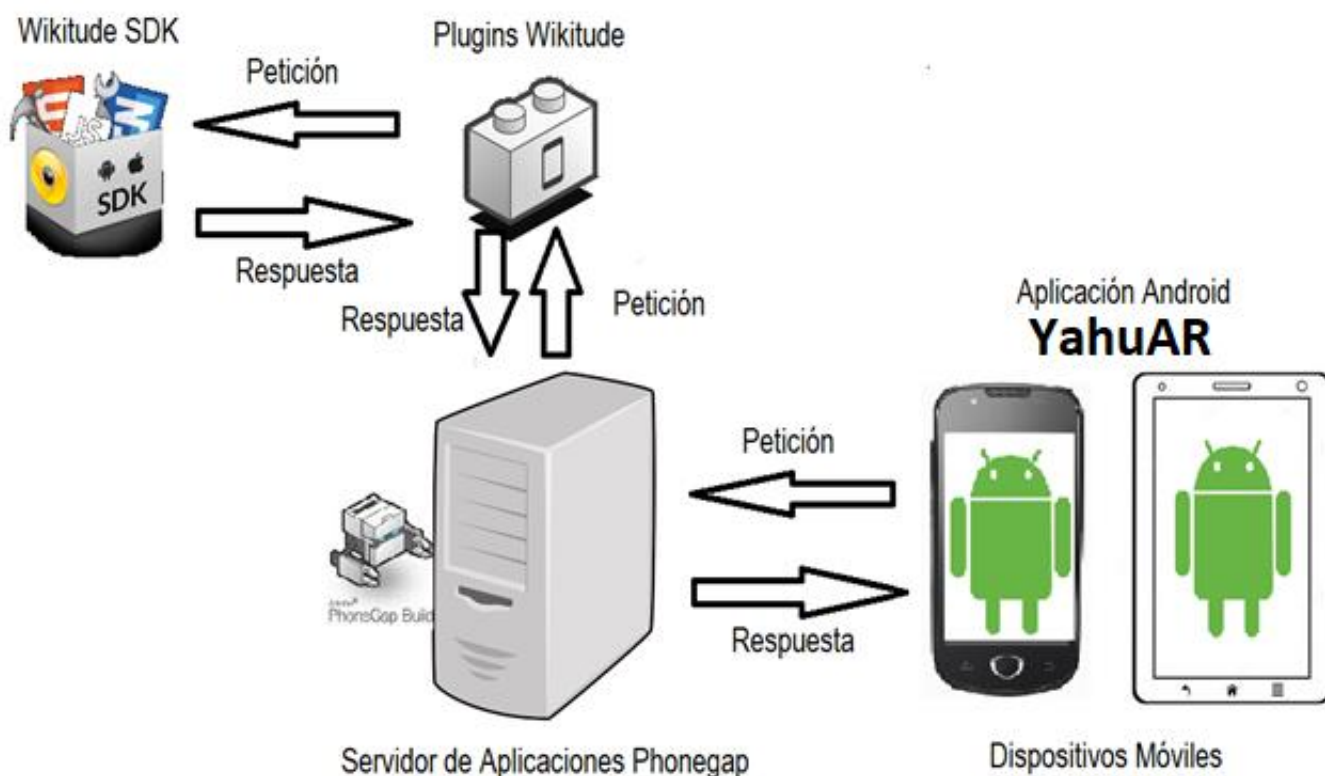 Wikitude SDK
Plugins Wikitude
Petición
SDK
Respuesta
Respuesta
Petición
Aplicación Android
YahuAR
Petición
Adobe®
PhoneGap Build
Respuesta
Servidor de Aplicaciones Phonegap
Dispositivos Móviles